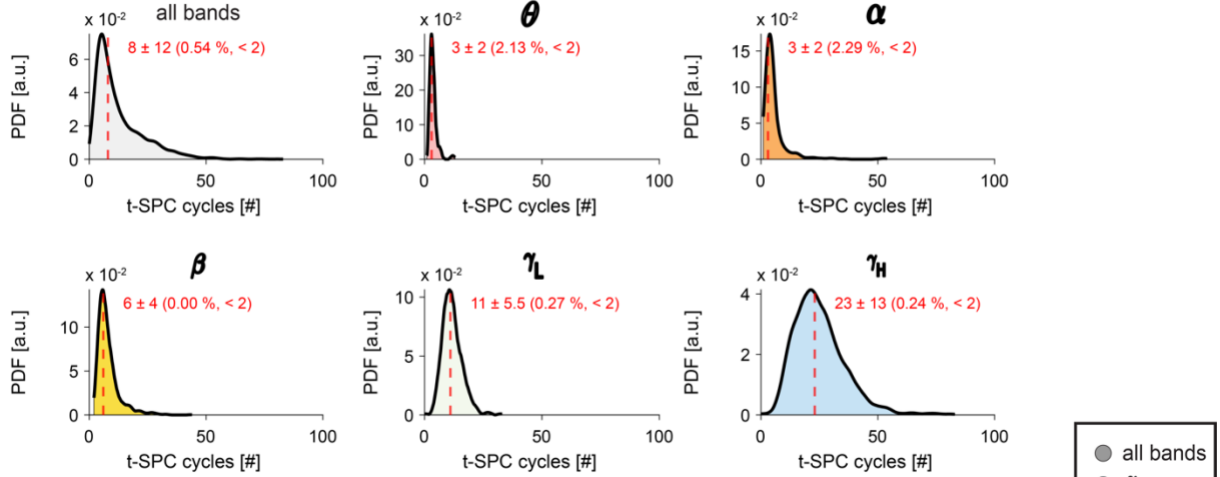 all bands
x 10⁻²
8 ± 12 (0.54 %, < 2)
PDF [a.u.]
6
4
2
0
0 50 100
t-SPC cycles [#]
θ
x 10⁻²
3 ± 2 (2.13 %, < 2)
PDF [a.u.]
30
20
10
0
0 50 100
t-SPC cycles [#]
α
x 10⁻²
3 ± 2 (2.29 %, < 2)
PDF [a.u.]
15
10
5
0
0 50 100
t-SPC cycles [#]
β
x 10⁻²
6 ± 4 (0.00 %, < 2)
PDF [a.u.]
10
5
0
0 50 100
t-SPC cycles [#]
γL
x 10⁻²
11 ± 5.5 (0.27 %, < 2)
PDF [a.u.]
10
5
0
0 50 100
t-SPC cycles [#]
γH
x 10⁻²
23 ± 13 (0.24 %, < 2)
PDF [a.u.]
4
2
0
0 50 100
t-SPC cycles [#]
all bands